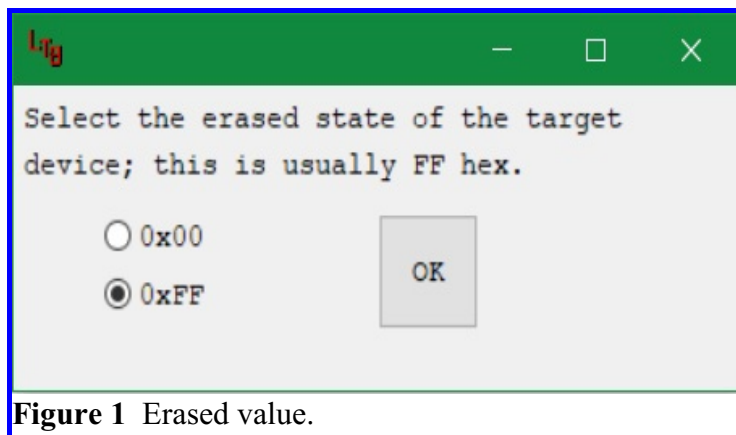 LTB
Select the erased state of the target
device; this is usually FF hex.
0x00
0xFF
OK
Figure 1 Erased value.